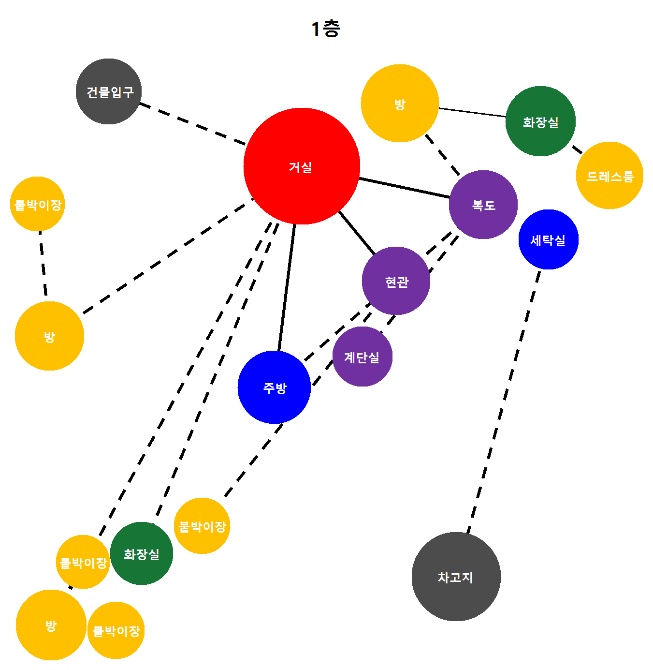 1층
건물입구
방
화장실
드레스룸
거실
복도
붙박이장
세탁실
현관
방
계단실
주방
붙박이장
화장실
붙박이장
차고지
방
붙박이장